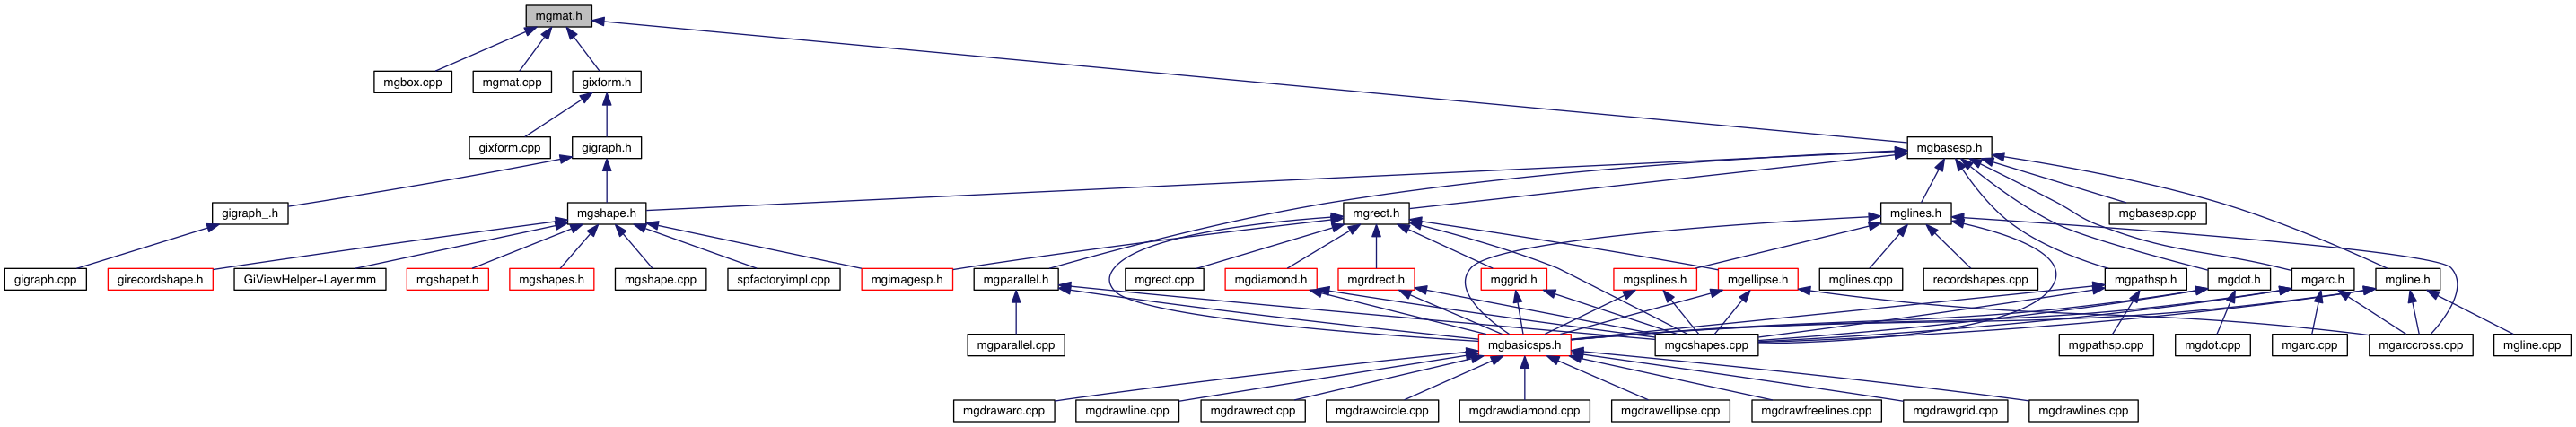 mgmat.h
mgbox.cpp
mgmat.cpp
gixform.h
gixform.cpp
gigraph.h
mgbasesp.h
gigraph_.h
mgshape.h
mgrect.h
mglines.h
mgbasesp.cpp
gigraph.cpp
girecordshape.h
GiViewHelper+Layer.mm
mgshapet.h
mgshapes.h
mgshape.cpp
spfactoryimpl.cpp
mgimagesp.h
mgparallel.h
mgrect.cpp
mgdiamond.h
mgrdrect.h
mggrid.h
mgsplines.h
mgellipse.h
mglines.cpp
recordshapes.cpp
mgpathsp.h
mgdot.h
mgarc.h
mgline.h
mgparallel.cpp
mgbasicsps.h
mgcshapes.cpp
mgpathsp.cpp
mgdot.cpp
mgarc.cpp
mgarccross.cpp
mgline.cpp
mgdrawarc.cpp
mgdrawline.cpp
mgdrawrect.cpp
mgdrawcircle.cpp
mgdrawdiamond.cpp
mgdrawellipse.cpp
mgdrawfreelines.cpp
mgdrawgrid.cpp
mgdrawlines.cpp